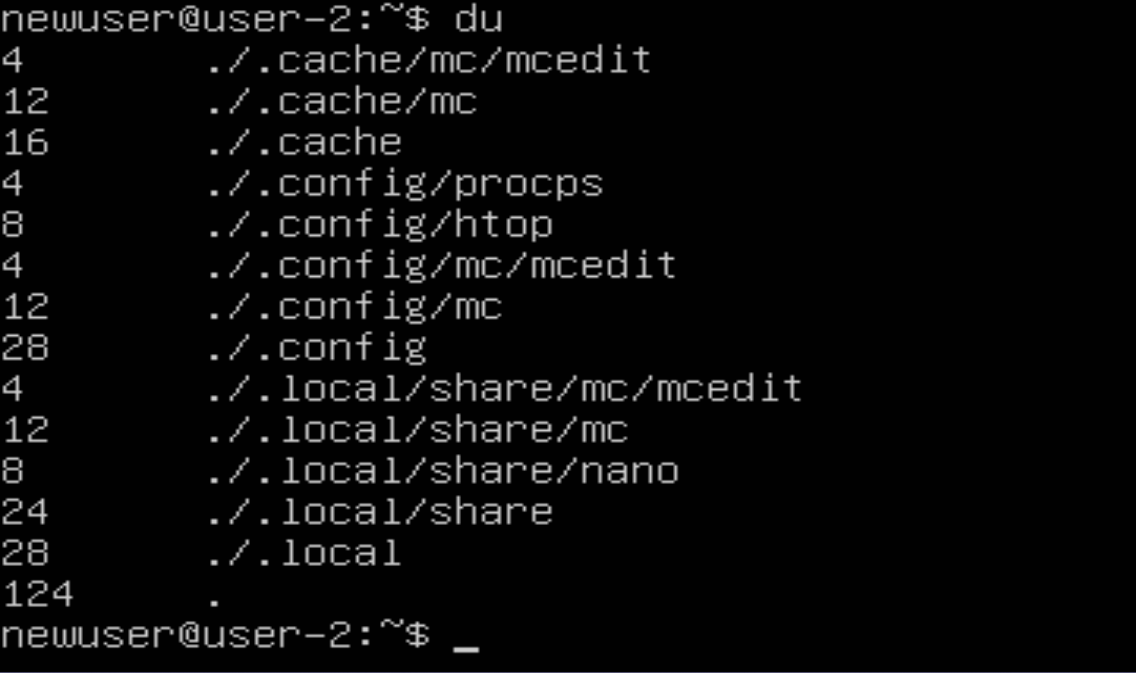 newuser@user-2:~$ du
4 ./.cache/mc/mcedit
12 ./.cache/mc
16 ./.cache
4 ./.config/procps
8 ./.config/htop
4 ./.config/mc/mcedit
12 ./.config/mc
28 ./.config
4 ./.local/share/mc/mcedit
12 ./.local/share/mc
8 ./.local/share/nano
24 ./.local/share
28 ./.local
124 .
newuser@user-2:~$ _